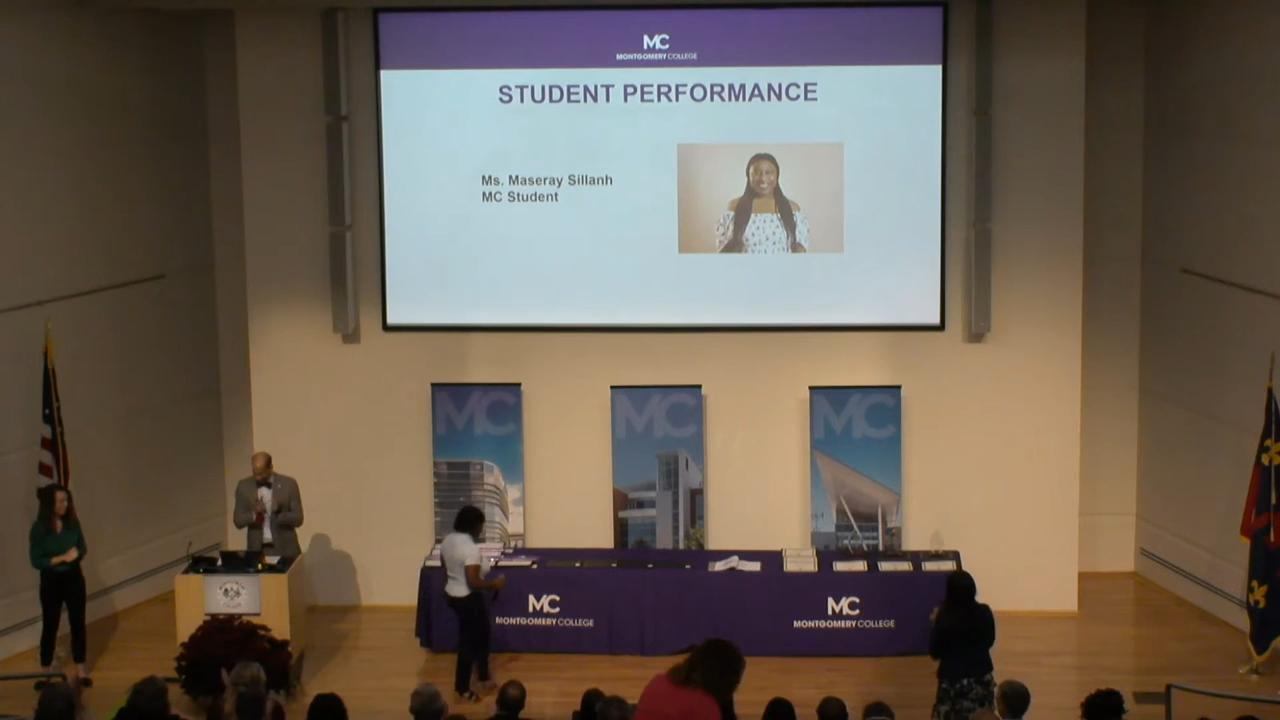 MC
MONTGOMERY COLLEGE
STUDENT PERFORMANCE
Ms. Maseray Sillanh
MC Student
MC
MC
MC
MC
MONTGOMERY COLLEGE
MC
MONTGOMERY COLLEGE